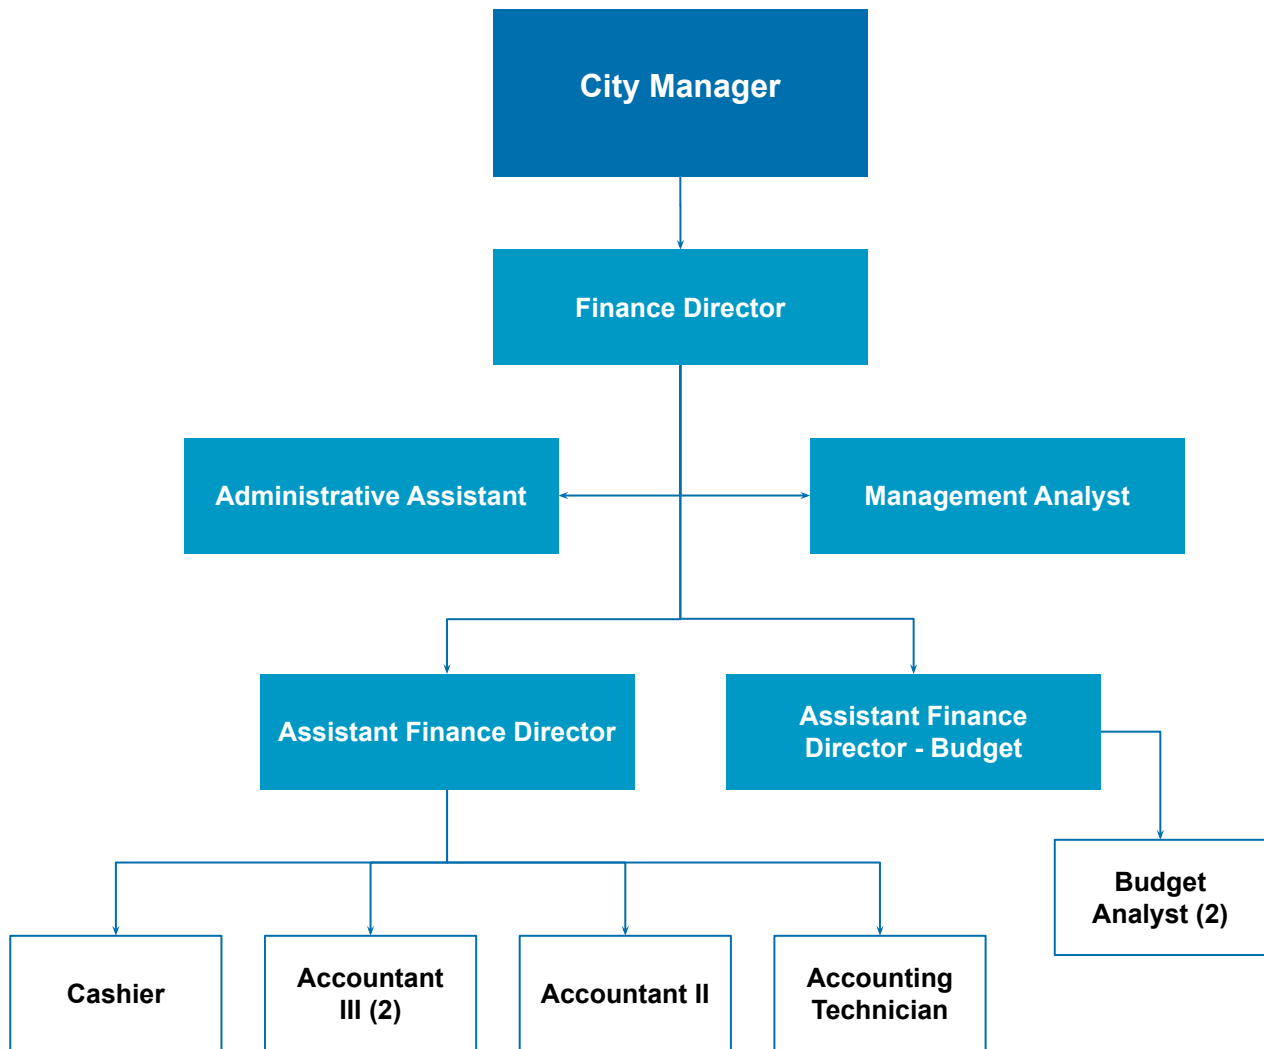 City Manager
Finance Director
Administrative Assistant
Management Analyst
Assistant Finance Director
Assistant Finance
Director - Budget
Budget
Analyst (2)
Cashier
Accountant
III (2)
Accountant II
Accounting
Technician